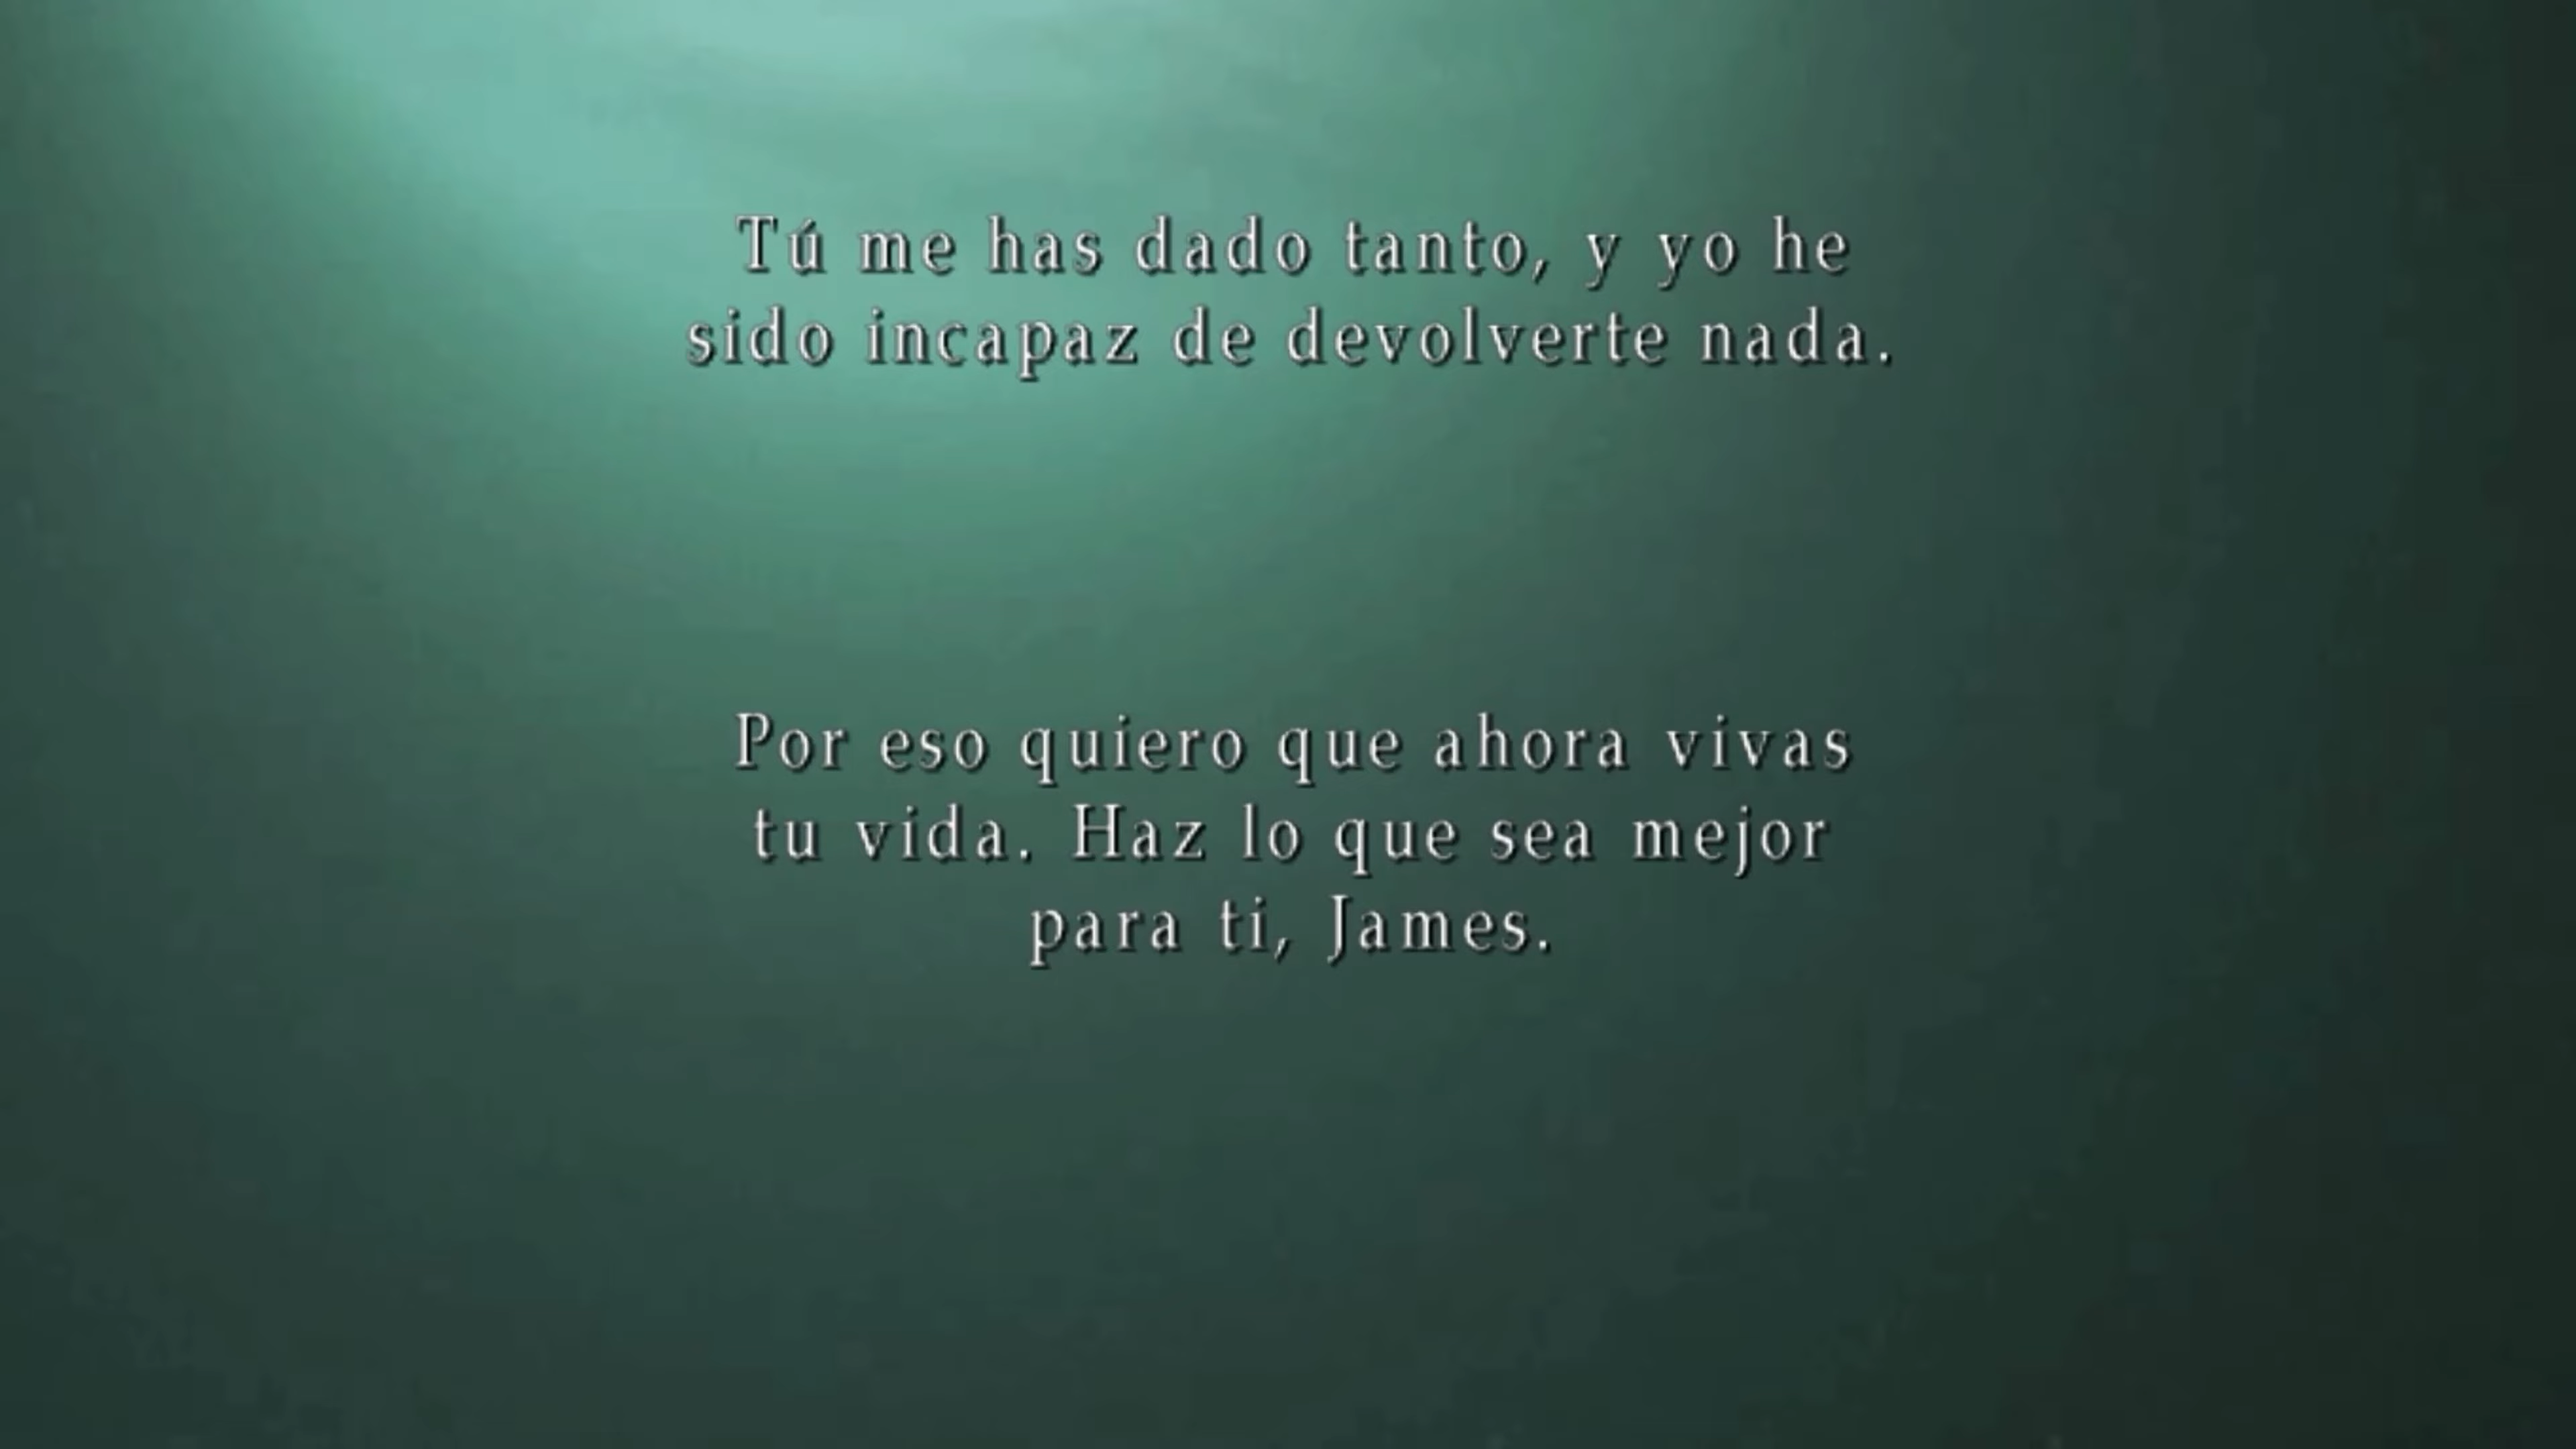 Tú me has dado tanto, y yo he
sido incapaz de devolverte nada.
Por eso quiero que ahora vivas
tu vida. Haz lo que sea mejor
para ti, James.